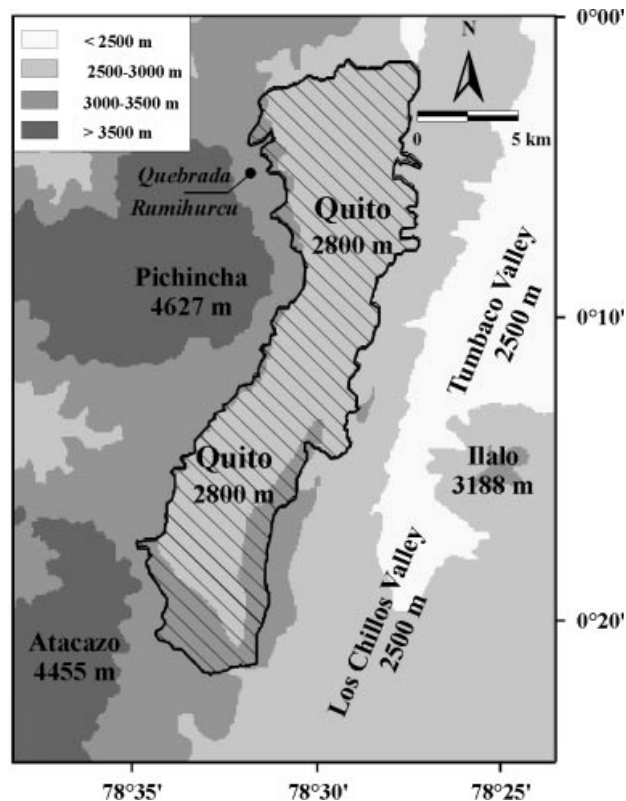 < 2500 m
2500-3000 m
3000-3500 m
> 3500 m
N
0
5 km
0°00'
Quebrada
Rumihurcu
Quito
2800 m
Pichincha
4627 m
Tumbaco Valley
2500 m
0°10'
Quito
2800 m
Ilalo
3188 m
Los Chillos Valley
2500 m
0°20'
Atacazo
4455 m
78°35'
78°30'
78°25'